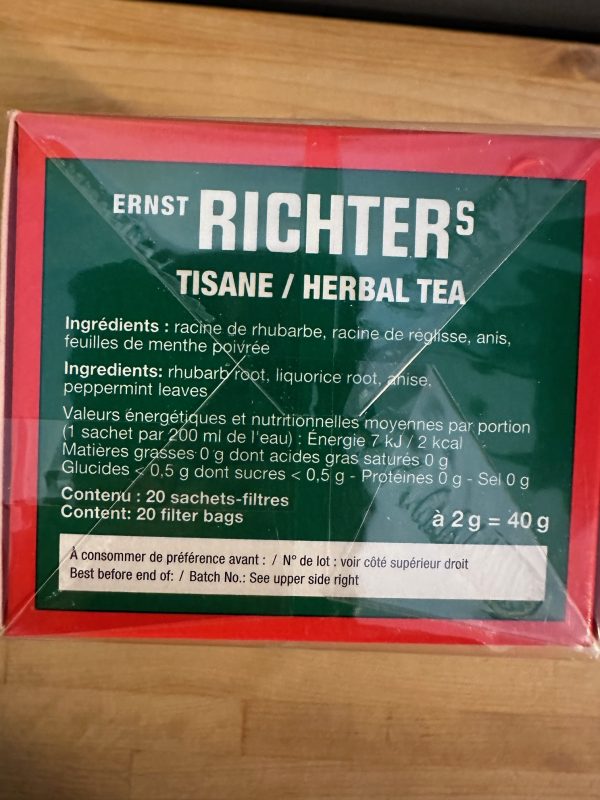 ERNST RICHTERS
TISANE / HERBAL TEA
Ingrédients : racine de rhubarbe, racine de réglisse, anis,
feuilles de menthe poivrée
Ingredients: rhubarb root, liquorice root, anise,
peppermint leaves
Valeurs énergétiques et nutritionnelles moyennes par portion
(1 sachet par 200 ml de l'eau) : Énergie 7 kJ / 2 kcal
Matières grasses 0 g dont acides gras saturés 0 g
Glucides < 0,5 g dont sucres < 0,5 g - Protéines 0 g - Sel 0 g
Contenu : 20 sachets-filtres
Content: 20 filter bags
à 2 g = 40 g
À consommer de préférence avant : / N° de lot : voir côté supérieur droit
Best before end of: / Batch No.: See upper side right